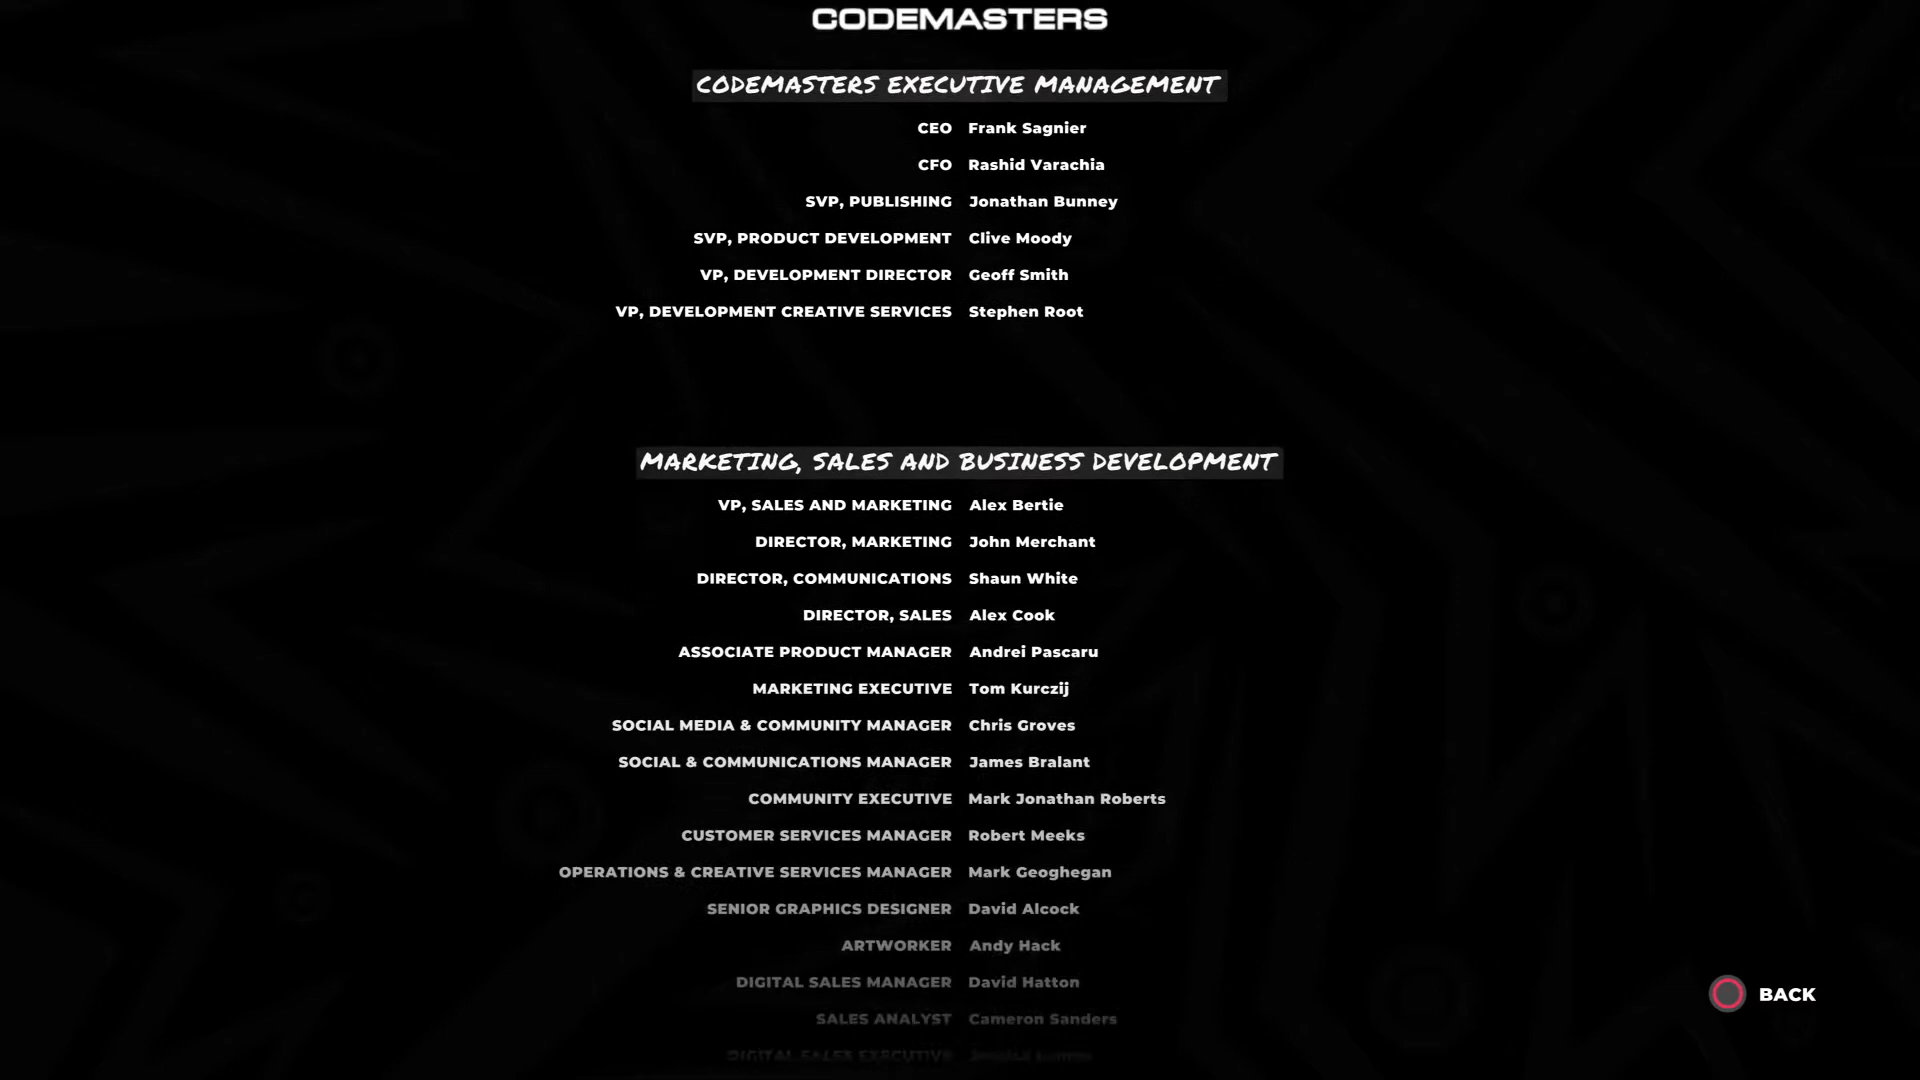 CODEMASTERS
CODEMASTERS EXECUTIVE MANAGEMENT
CEO Frank Sagnier
CFO Rashid Varachia
SVP, PUBLISHING Jonathan Bunney
SVP, PRODUCT DEVELOPMENT Clive Moody
VP, DEVELOPMENT DIRECTOR Geoff Smith
VP, DEVELOPMENT CREATIVE SERVICES Stephen Root
MARKETING, SALES AND BUSINESS DEVELOPMENT
VP, SALES AND MARKETING Alex Bertie
DIRECTOR, MARKETING John Merchant
DIRECTOR, COMMUNICATIONS Shaun White
DIRECTOR, SALES Alex Cook
ASSOCIATE PRODUCT MANAGER Andrei Pascaru
MARKETING EXECUTIVE Tom Kurczij
SOCIAL MEDIA & COMMUNITY MANAGER Chris Groves
SOCIAL & COMMUNICATIONS MANAGER James Bralant
COMMUNITY EXECUTIVE Mark Jonathan Roberts
CUSTOMER SERVICES MANAGER Robert Meeks
OPERATIONS & CREATIVE SERVICES MANAGER Mark Geoghegan
SENIOR GRAPHICS DESIGNER David Alcock
ARTWORKER Andy Hack
DIGITAL SALES MANAGER David Hatton
BACK
SALES ANALYST Cameron Sanders
DIGITAL SALES EXECUTIVE